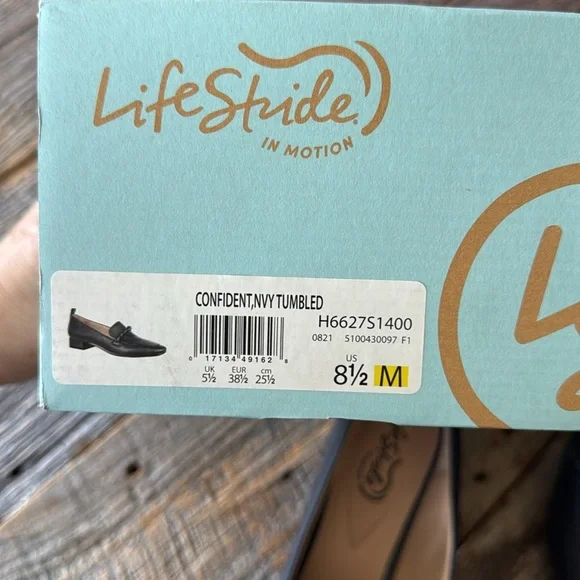 LifeStride
IN MOTION
CONFIDENT,NVY TUMBLED
H6627S1400
0821 5100430097 F1
0 17134 49162 8
UK EUR cm
5½ 38½ 25½
US
8½ M